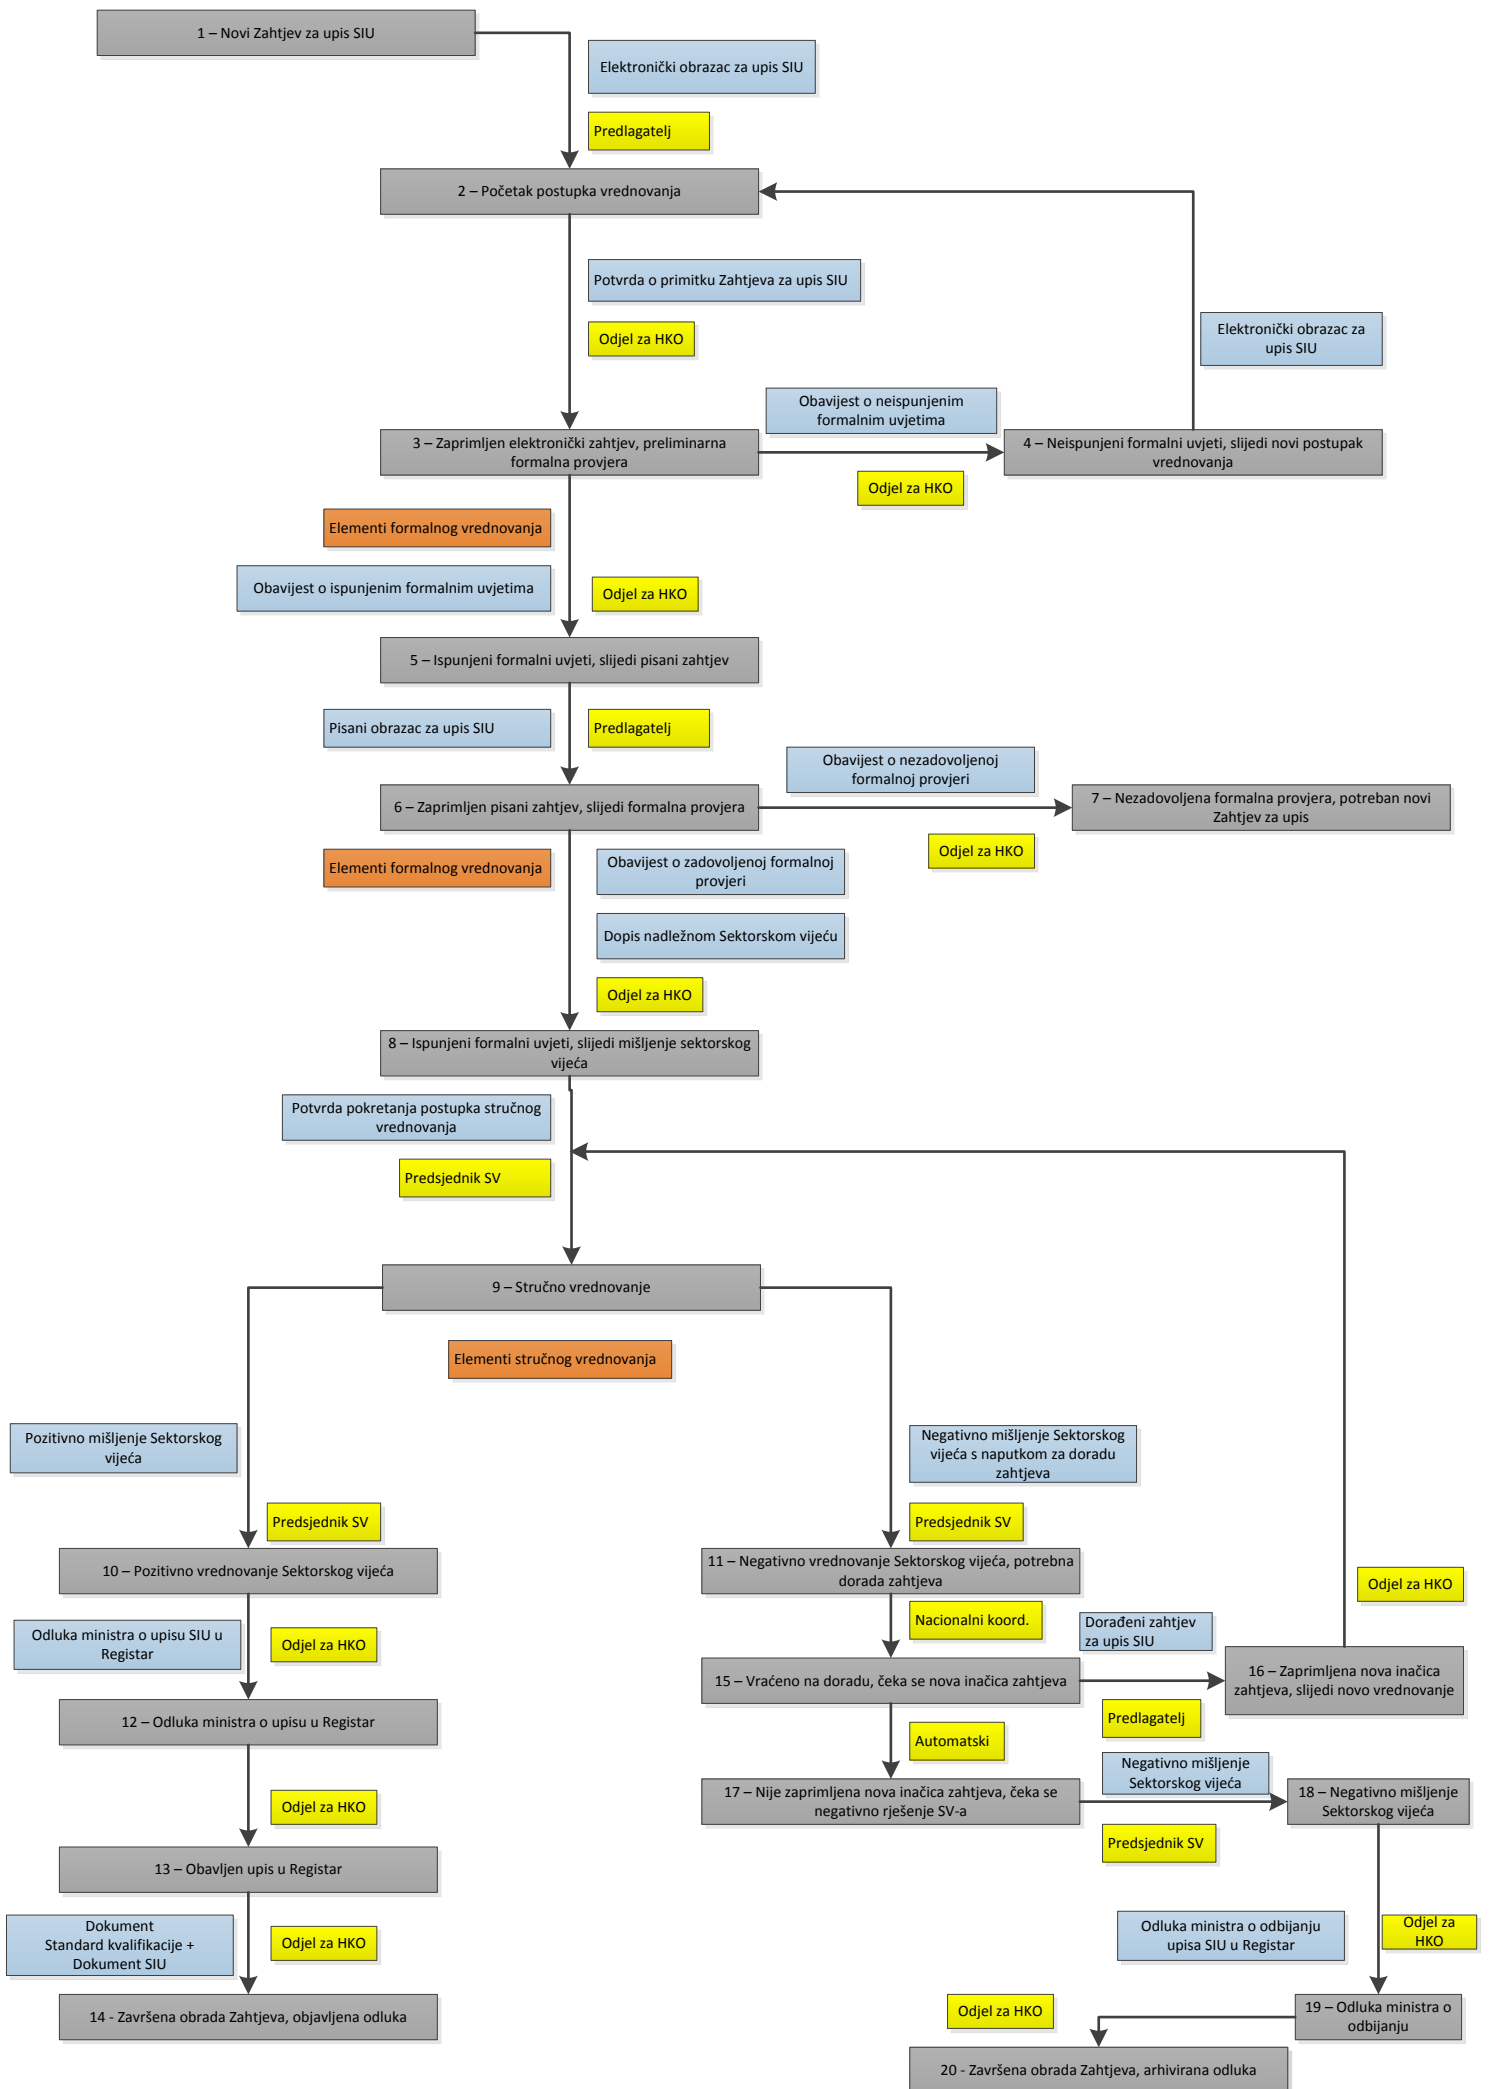 1 – Novi Zahtjev za upis SIU
Elektronički obrazac za upis SIU
Predlagatelj
2 – Početak postupka vrednovanja
Potvrda o primitku Zahtjeva za upis SIU
Odjel za HKO
Elektronički obrazac za
upis SIU
Obavijest o neispunjenim
formalnim uvjetima
3 – Zaprimljen elektronički zahtjev, preliminarna
formalna provjera
4 – Neispunjeni formalni uvjeti, slijedi novi postupak
vrednovanja
Odjel za HKO
Elementi formalnog vrednovanja
Obavijest o ispunjenim formalnim uvjetima
Odjel za HKO
5 – Ispunjeni formalni uvjeti, slijedi pisani zahtjev
Pisani obrazac za upis SIU
Predlagatelj
Obavijest o nezadovoljenoj
formalnoj provjeri
6 – Zaprimljen pisani zahtjev, slijedi formalna provjera
7 – Nezadovoljena formalna provjera, potreban novi
Zahtjev za upis
Odjel za HKO
Elementi formalnog vrednovanja
Obavijest o zadovoljenoj formalnoj
provjeri
Dopis nadležnom Sektorskom vijeću
Odjel za HKO
8 – Ispunjeni formalni uvjeti, slijedi mišljenje sektorskog
vijeća
Potvrda pokretanja postupka stručnog
vrednovanja
Predsjednik SV
9 – Stručno vrednovanje
Elementi stručnog vrednovanja
Pozitivno mišljenje Sektorskog
vijeća
Negativno mišljenje Sektorskog
vijeća s naputkom za doradu
zahtjeva
Predsjednik SV
Predsjednik SV
10 – Pozitivno vrednovanje Sektorskog vijeća
11 – Negativno vrednovanje Sektorskog vijeća, potrebna
dorada zahtjeva
Odjel za HKO
Odluka ministra o upisu SIU u
Registar
Odjel za HKO
Nacionalni koord.
Dorađeni zahtjev
za upis SIU
15 – Vraćeno na doradu, čeka se nova inačica zahtjeva
16 – Zaprimljena nova inačica
zahtjeva, slijedi novo vrednovanje
12 – Odluka ministra o upisu u Registar
Predlagatelj
Automatski
Negativno mišljenje
Sektorskog vijeća
Odjel za HKO
17 – Nije zaprimljena nova inačica zahtjeva, čeka se
negativno rješenje SV-a
18 – Negativno mišljenje
Sektorskog vijeća
Predsjednik SV
13 – Obavljen upis u Registar
Dokument
Standard kvalifikacije +
Dokument SIU
Odjel za HKO
Odluka ministra o odbijanju
upisa SIU u Registar
Odjel za
HKO
14 - Završena obrada Zahtjeva, objavljena odluka
Odjel za HKO
19 – Odluka ministra o
odbijanju
20 - Završena obrada Zahtjeva, arhivirana odluka